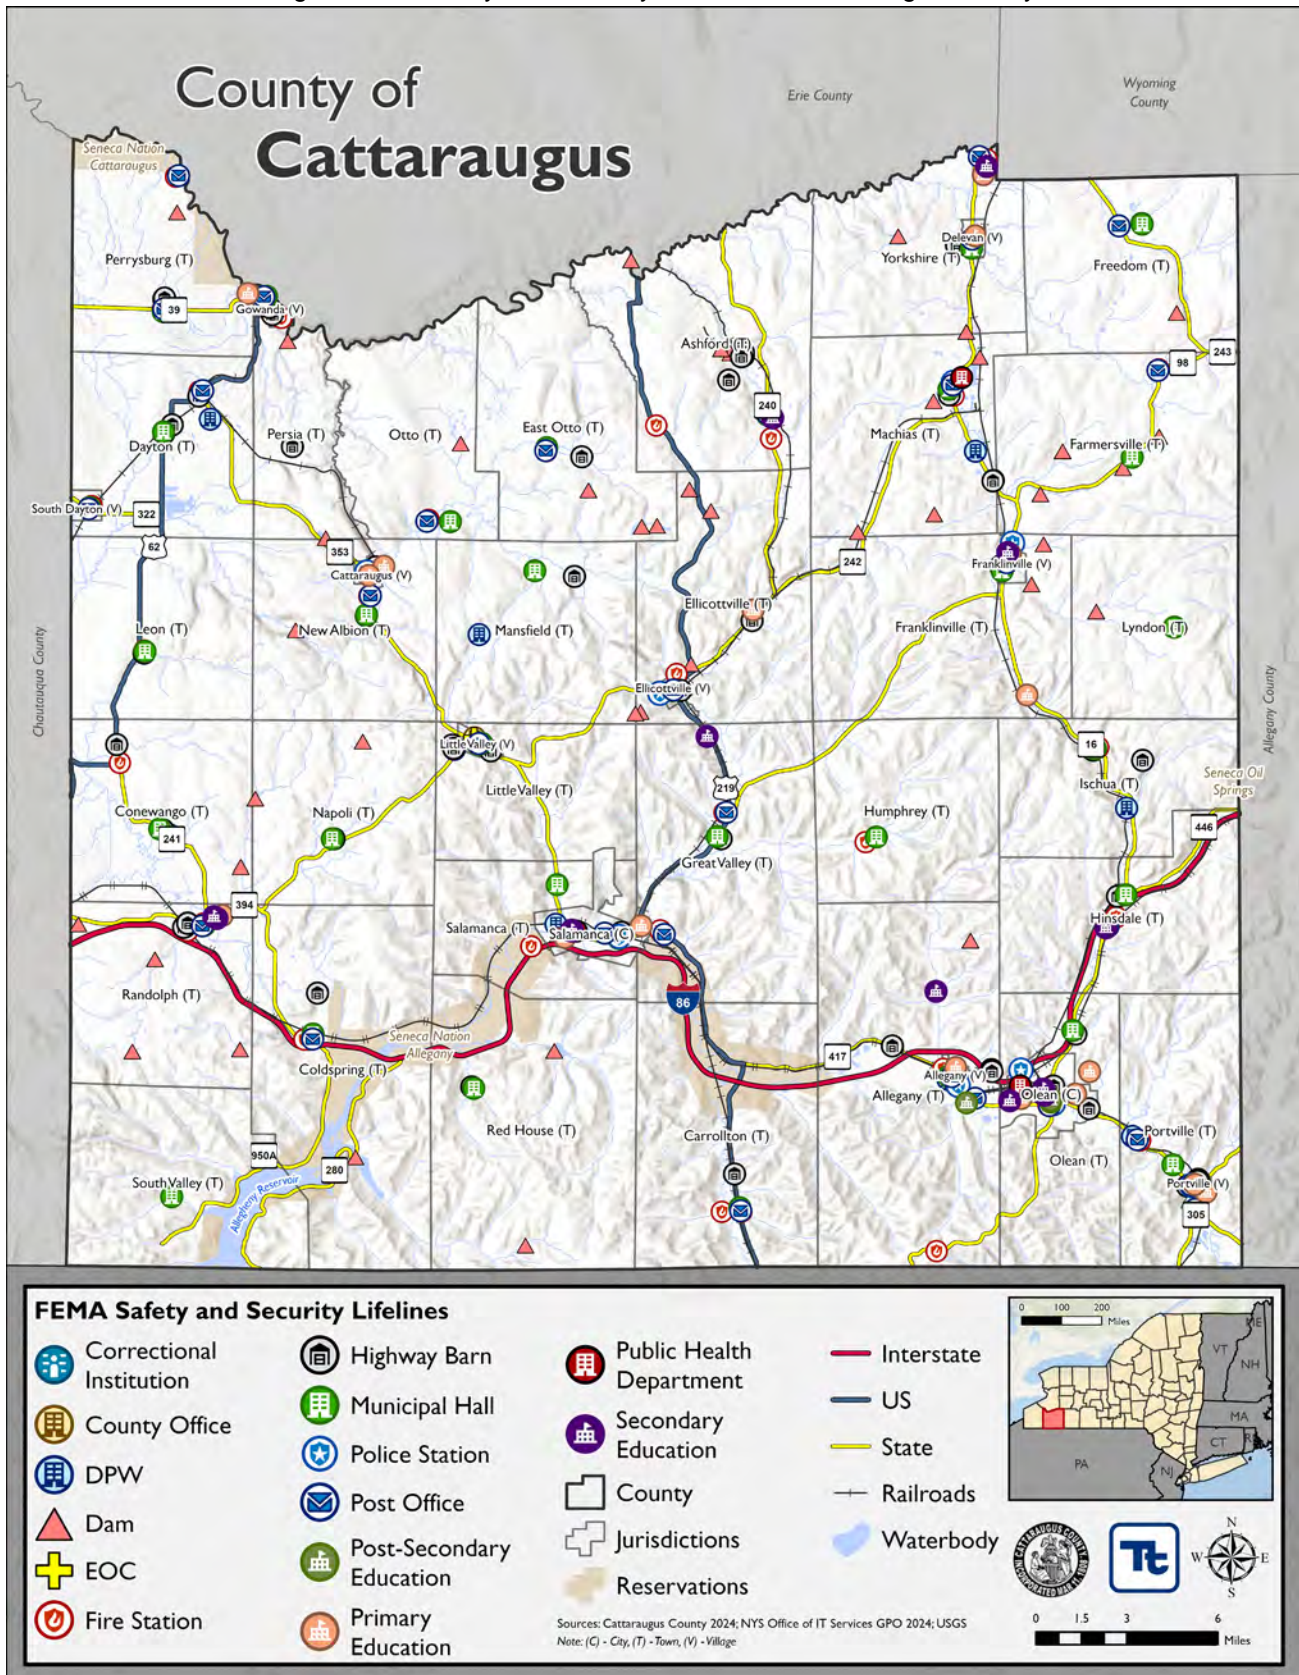 County of
Cattaraugus
Erie County
Wyoming
County
Seneca Nation
Cattaraugus
Perrysburg (T)
39
Gowanda (V)
Delevan (V)
Yorkshire (T)
Freedom (T)
Ashford (T)
98
243
240
Dayton (T)
Persia (T)
Otto (T)
East Otto (T)
Machias (T)
Farmersville (T)
South Dayton (V)
322
62
353
Cattaraugus (V)
242
Franklinville (V)
Leon (T)
New Albion (T)
Mansfield (T)
Ellicottville (T)
Franklinville (T)
Lyndon (T)
Chautauqua County
Allegany County
Ellicottville (V)
Little Valley (V)
16
Ischua (T)
Seneca Oil
Springs
Conewango (T)
241
Napoli (T)
Little Valley (T)
219
Humphrey (T)
446
Great Valley (T)
394
Salamanca (T)
Salamanca (C)
Hinsdale (T)
Randolph (T)
86
Seneca Nation
Allegany
Coldspring (T)
417
Allegany (V)
Allegany (T)
Olean (C)
Red House (T)
Carrollton (T)
Portville (T)
950A
280
Olean (T)
South Valley (T)
Allegheny Reservoir
Portville (V)
305
FEMA Safety and Security Lifelines
Correctional
Institution
County Office
DPW
Dam
EOC
Fire Station
Highway Barn
Municipal Hall
Police Station
Post Office
Post-Secondary
Education
Primary
Education
Public Health
Department
Secondary
Education
County
Jurisdictions
Reservations
Interstate
US
State
Railroads
Waterbody
Sources: Cattaraugus County 2024; NYS Office of IT Services GPO 2024; USGS
Note: (C) - City, (T) - Town, (V) - Village
0 100 200
Miles
ME
VT
NH
MA
CT
RI
PA
NJ
CATTARAUGUS COUNTY,
INCORPORATED MAR 11, 1808
Tt
N
W E
S
0 1.5 3 6
Miles